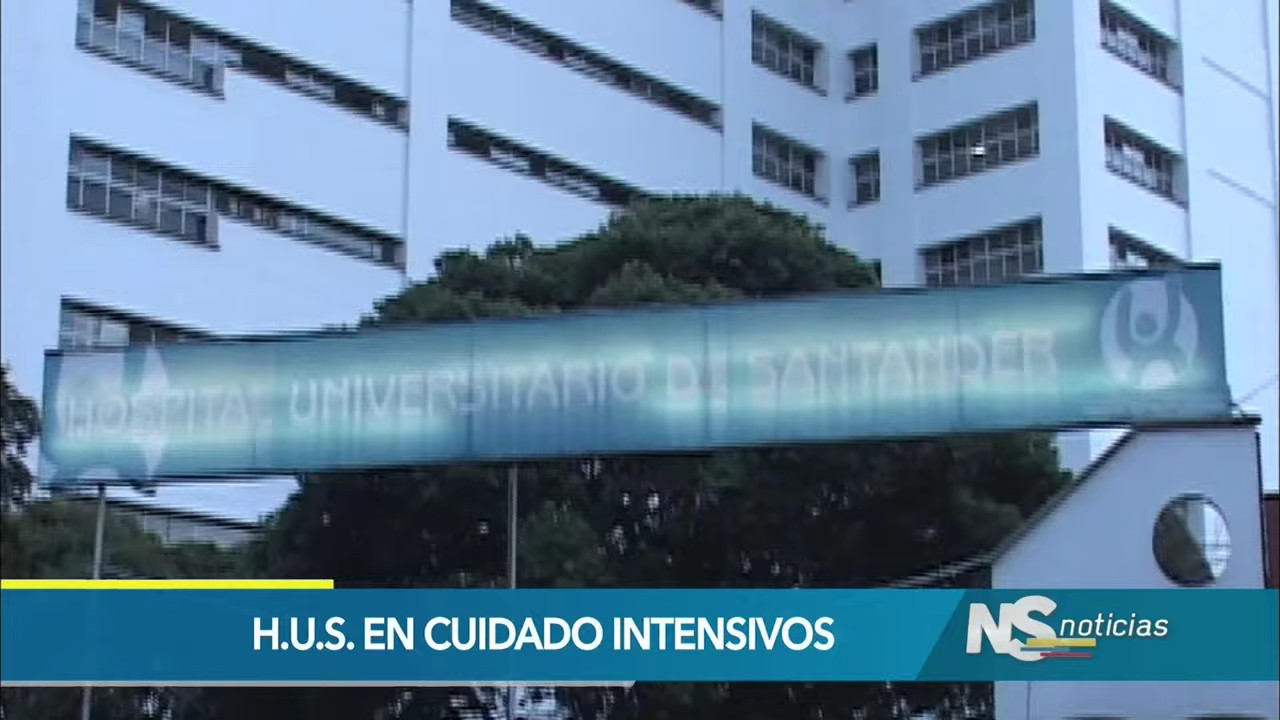 HOSPITAL UNIVERSITARIO DE SANTANDER
H.U.S. EN CUIDADO INTENSIVOS
NS noticias